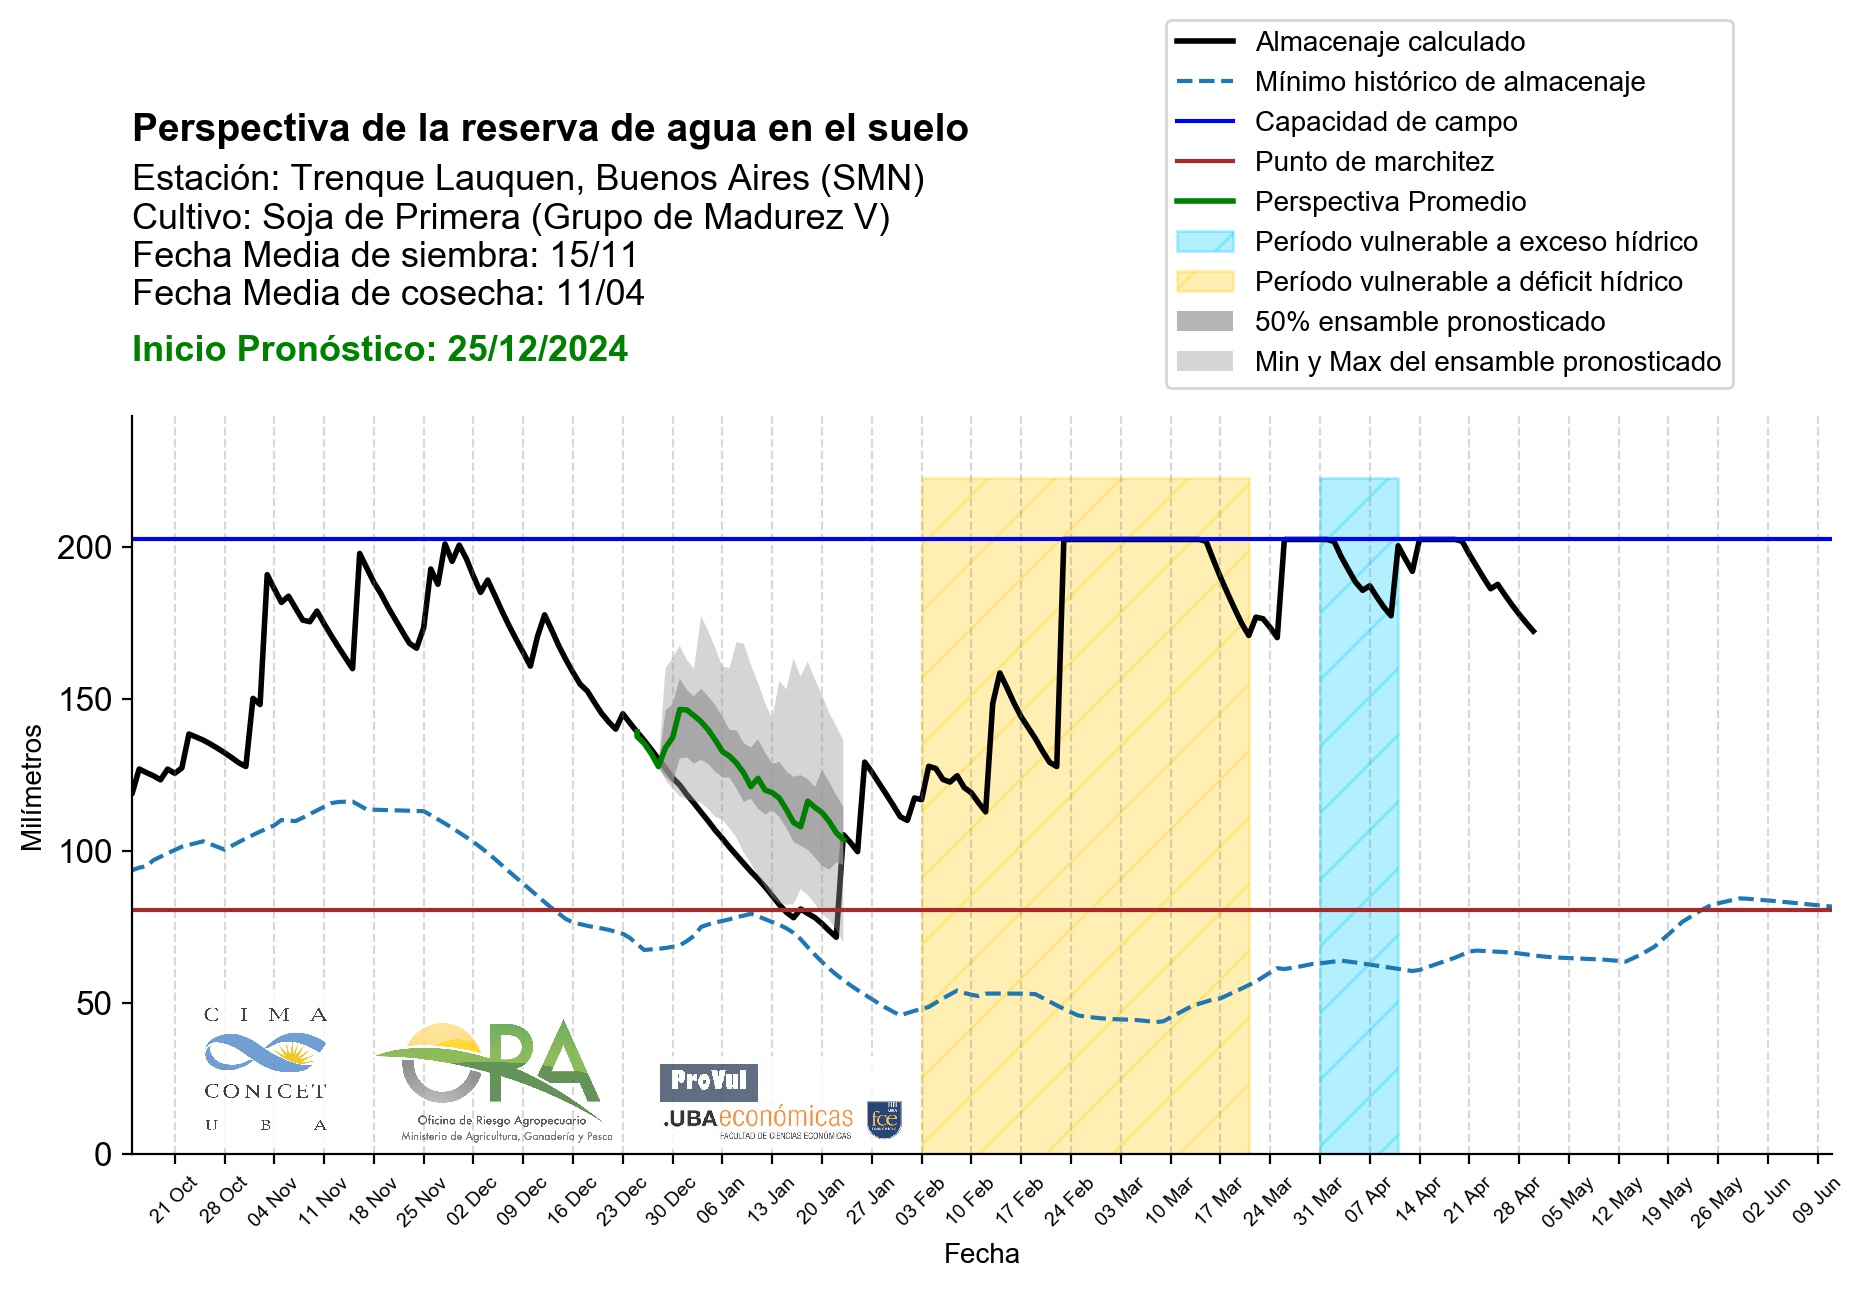 Almacenaje calculado
Mínimo histórico de almacenaje
Capacidad de campo
Punto de marchitez
Perspectiva Promedio
Período vulnerable a exceso hídrico
Período vulnerable a déficit hídrico
50% ensamble pronosticado
Min y Max del ensamble pronosticado
Perspectiva de la reserva de agua en el suelo
Estación: Trenque Lauquen, Buenos Aires (SMN)
Cultivo: Soja de Primera (Grupo de Madurez V)
Fecha Media de siembra: 15/11
Fecha Media de cosecha: 11/04
Inicio Pronóstico: 25/12/2024
Milímetros
200
150
100
50
0
CIMA
CONICET
UBA
ORA
Oficina de Riesgo Agropecuario
Ministerio de Agricultura, Ganadería y Pesca
ProVul
.UBAeconómicas
FACULTAD DE CIENCIAS ECONÓMICAS
fce
21 Oct
28 Oct
04 Nov
11 Nov
18 Nov
25 Nov
02 Dec
09 Dec
16 Dec
23 Dec
30 Dec
06 Jan
13 Jan
20 Jan
27 Jan
03 Feb
10 Feb
17 Feb
24 Feb
03 Mar
10 Mar
17 Mar
24 Mar
31 Mar
07 Apr
14 Apr
21 Apr
28 Apr
05 May
12 May
19 May
26 May
02 Jun
09 Jun
Fecha